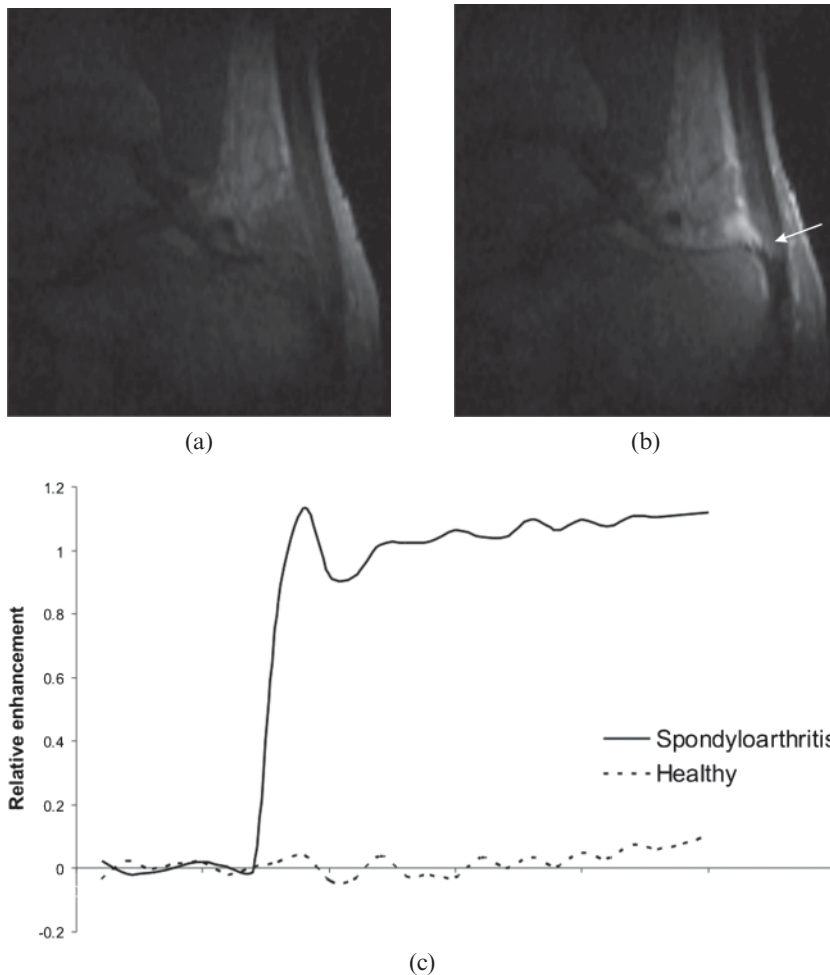 (a)
(b)
1.2
1
0.8
0.6
0.4
0.2
0
-0.2
Relative enhancement
Spondyloarthritis
Healthy
(c)